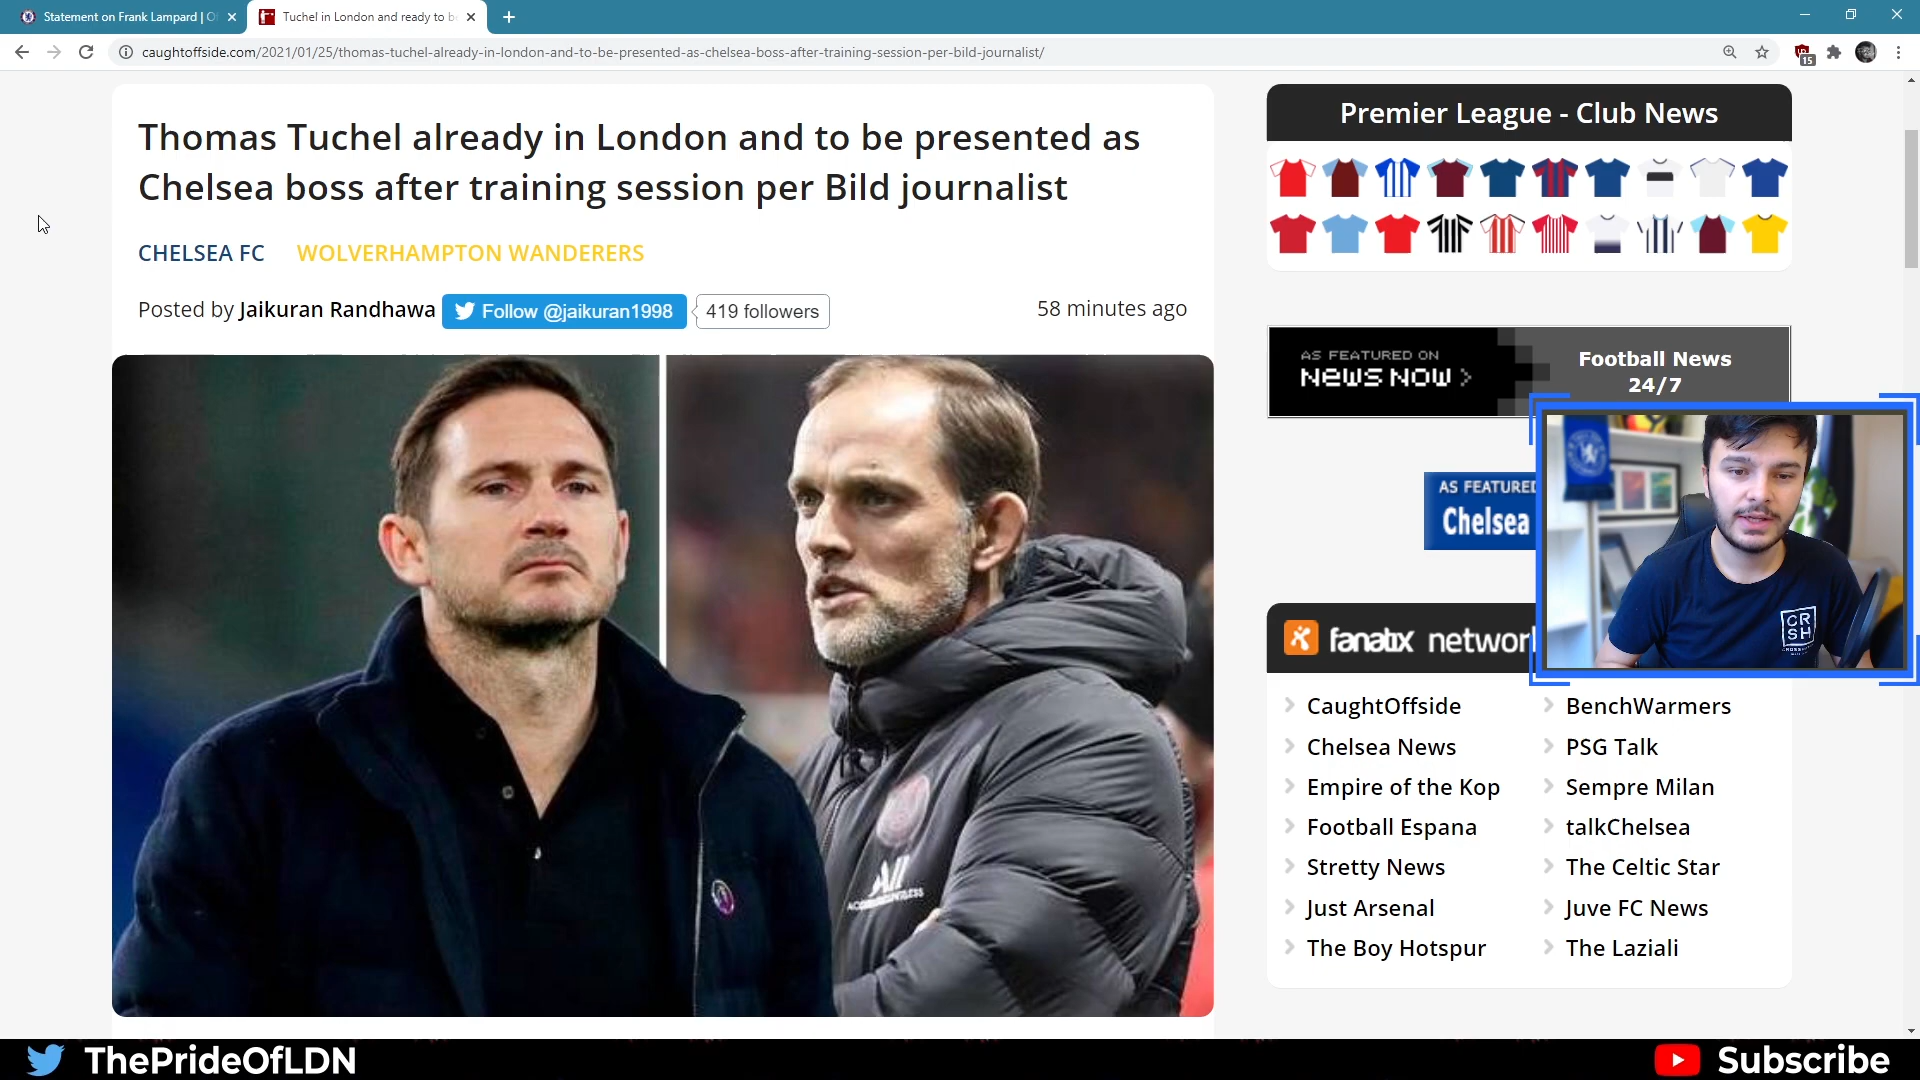 Statement on Frank Lampard | O
Tuchel in London and ready to b
caughtoffside.com/2021/01/25/thomas-tuchel-already-in-london-and-to-be-presented-as-chelsea-boss-after-training-session-per-bild-journalist/
15
Thomas Tuchel already in London and to be presented as
Chelsea boss after training session per Bild journalist
CHELSEA FC WOLVERHAMPTON WANDERERS
Posted by Jaikuran Randhawa Follow @jaikuran1998 419 followers 58 minutes ago
Premier League - Club News
AS FEATURED ON
NEWS NOW >
Football News
24/7
AS FEATURED
Chelsea
fanatix network
CaughtOffside
BenchWarmers
Chelsea News
PSG Talk
Empire of the Kop
Sempre Milan
Football Espana
talkChelsea
Stretty News
The Celtic Star
Just Arsenal
Juve FC News
The Boy Hotspur
The Laziali
CR
SH
ThePrideOfLDN
Subscribe